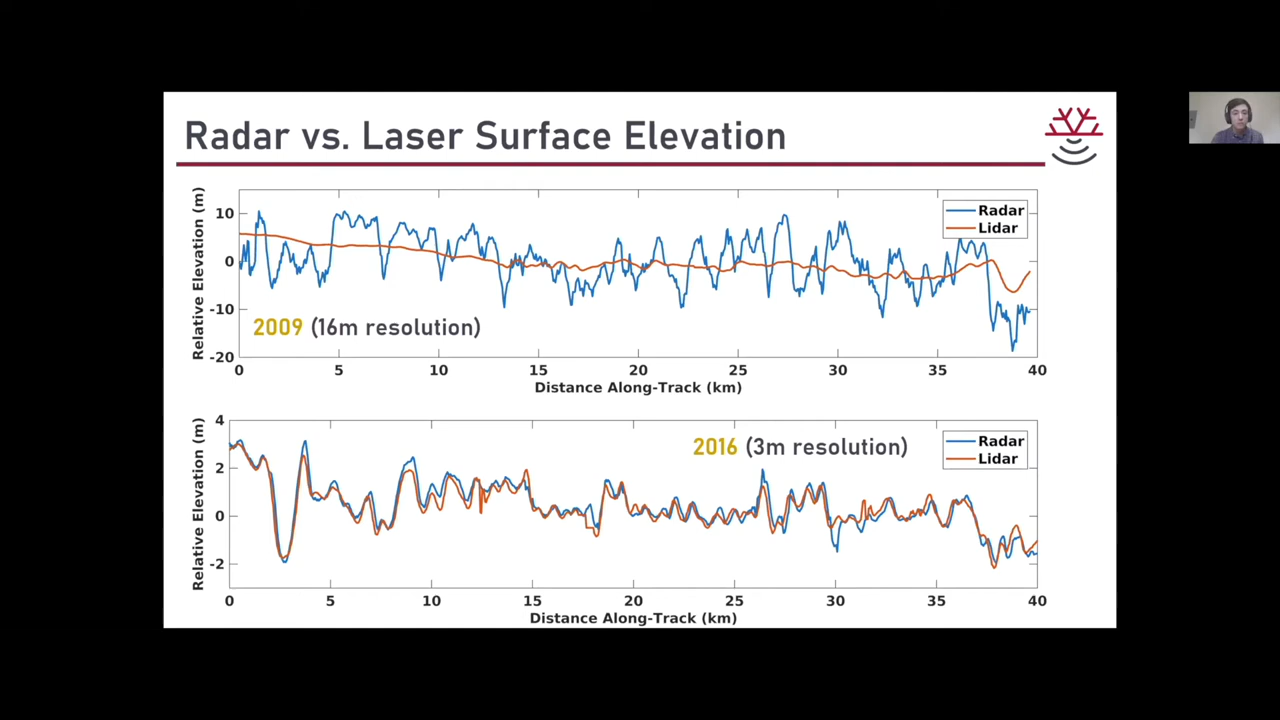 Radar vs. Laser Surface Elevation
Relative Elevation (m)
10
0
-10
-20
Radar
Lidar
2009 (16m resolution)
0 5 10 15 20 25 30 35 40
Distance Along-Track (km)
Relative Elevation (m)
4
2
0
-2
2016 (3m resolution)
Radar
Lidar
0 5 10 15 20 25 30 35 40
Distance Along-Track (km)